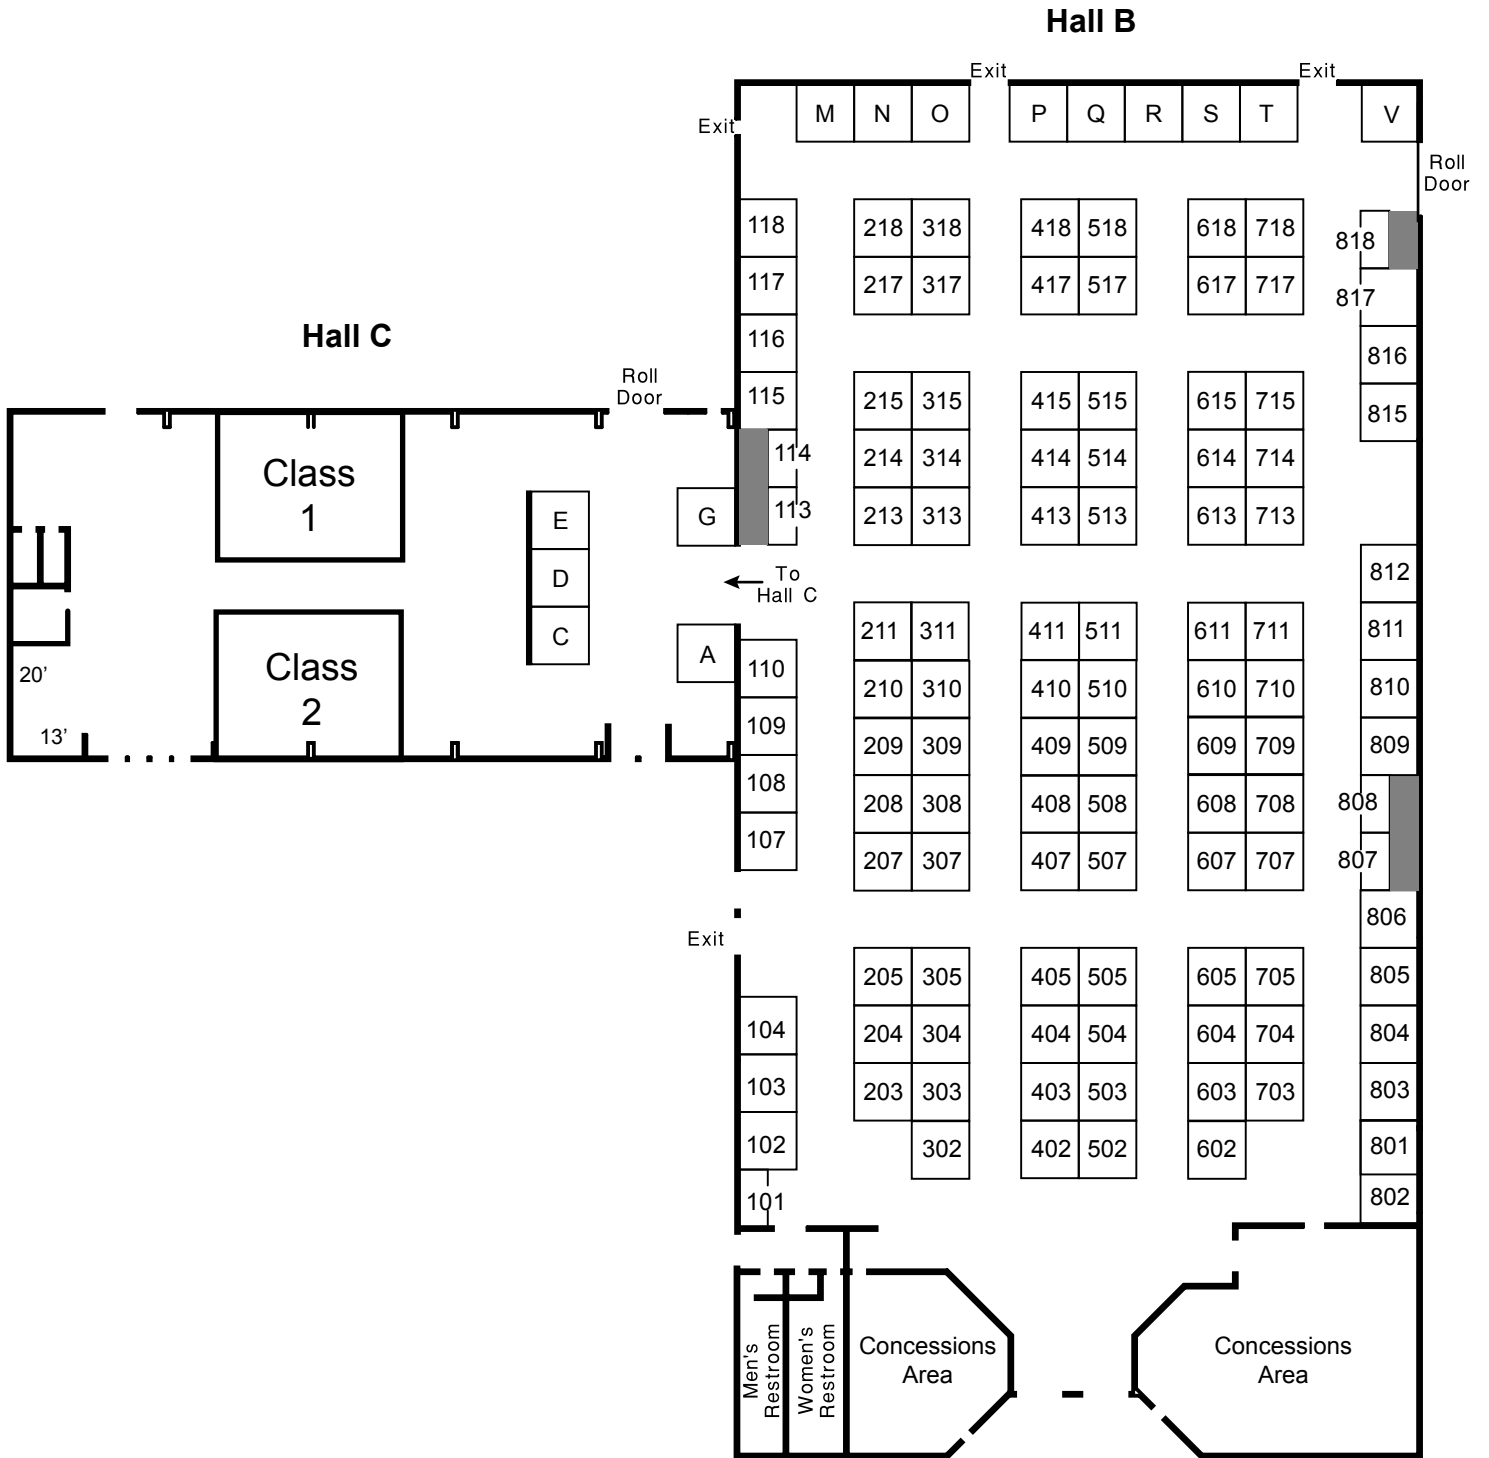 Hall B
Exit
Exit
Exit
M N O P Q R S T V
Roll
Door
118 218 318 418 518 618 718 818
117 217 317 417 517 617 717 817
Hall C
116 816
Roll
Door
115 215 315 415 515 615 715 815
Class
1
114 214 314 414 514 614 714
E G 113 213 313 413 513 613 713
D
To
Hall C
812
C
211 311 411 511 611 711 811
Class
2
A 110 210 310 410 510 610 710 810
20’
13’
109 209 309 409 509 609 709 809
108 208 308 408 508 608 708 808
107 207 307 407 507 607 707 807
806
Exit
205 305 405 505 605 705 805
104 204 304 404 504 604 704 804
103 203 303 403 503 603 703 803
102 302 402 502 602 801
101 802
Men's
Restroom
Women's
Restroom
Concessions
Area
Concessions
Area